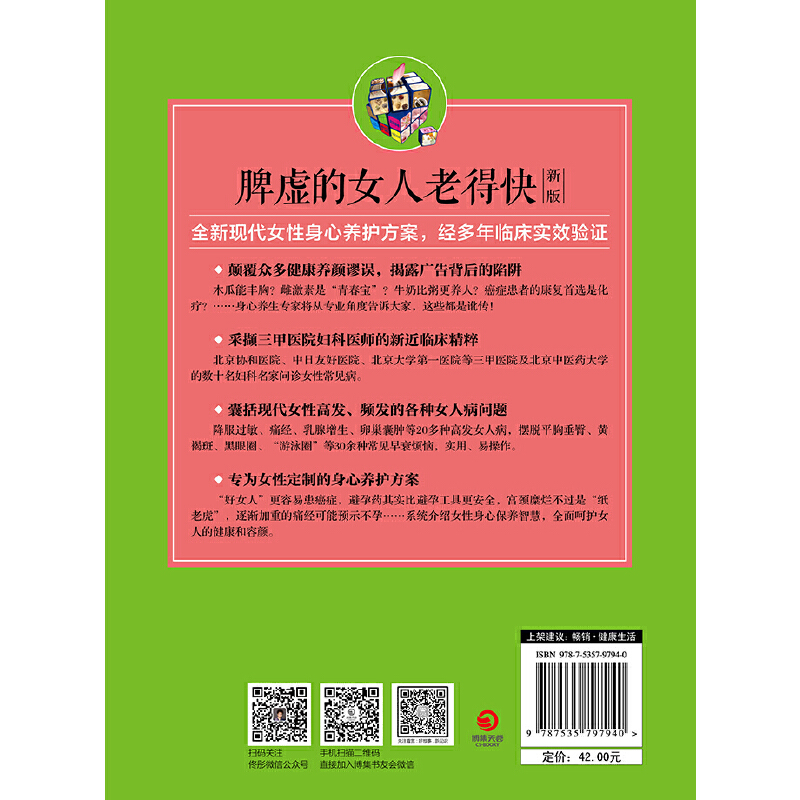 脾虚的女人老得快 新版
全新现代女性身心养护方案，经多年临床实效验证
颠覆众多健康养颜谬误，揭露广告背后的陷阱
木瓜能丰胸？雌激素是“青春宝”？牛奶比粥更养人？癌症患者的康复首选是化
疗？……身心养生专家将从专业角度告诉大家，这些都是讹传！
采撷三甲医院妇科医师的新近临床精粹
北京协和医院、中日友好医院、北京大学第一医院等三甲医院及北京中医药大学
的数十名妇科名家问诊女性常见病。
囊括现代女性高发、频发的各种女人病问题
降服过敏、痛经、乳腺增生、卵巢囊肿等20多种高发女人病，摆脱平胸垂臀、黄
褐斑、黑眼圈、“游泳圈”等30余种常见早衰烦恼，实用、易操作。
专为女性定制的身心养护方案
“好女人”更容易患癌症，避孕药其实比避孕工具更安全，宫颈糜烂不过是“纸
老虎”，逐渐加重的痛经可能预示不孕……系统介绍女性身心保养智慧，全面呵护女
人的健康和容颜。
上架建议：畅销·健康生活
ISBN 978-7-5357-9794-0
9 787535 797940 >
定价：42.00元
博集天卷
CS-BOOKY
扫码关注
佟彤微信公众号
手机扫描二维码
直接加入博集书友会微信